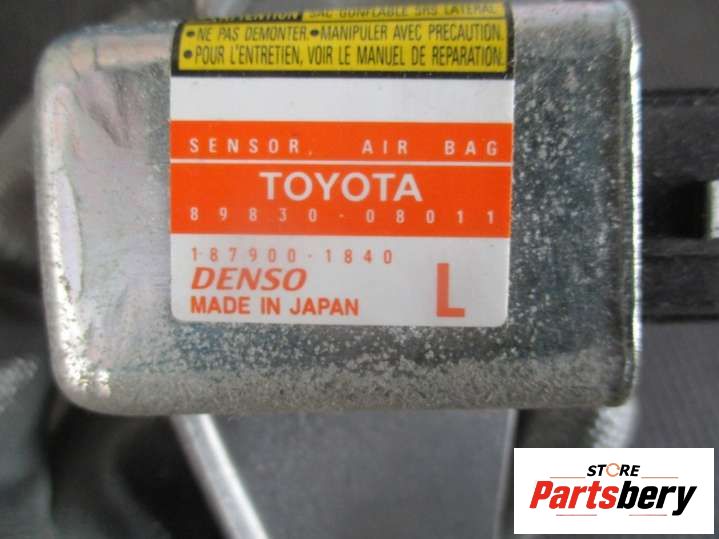 ATTENTION SAC GONFLABLE SRS LATERAL
•NE PAS DEMONTER.•MANIPULER AVEC PRECAUTION.
•POUR L'ENTRETIEN, VOIR LE MANUEL DE REPARATION.
SENSOR, AIR BAG
TOYOTA
89830-08011
187900-1840
DENSO
MADE IN JAPAN
L
STORE
Partsbery